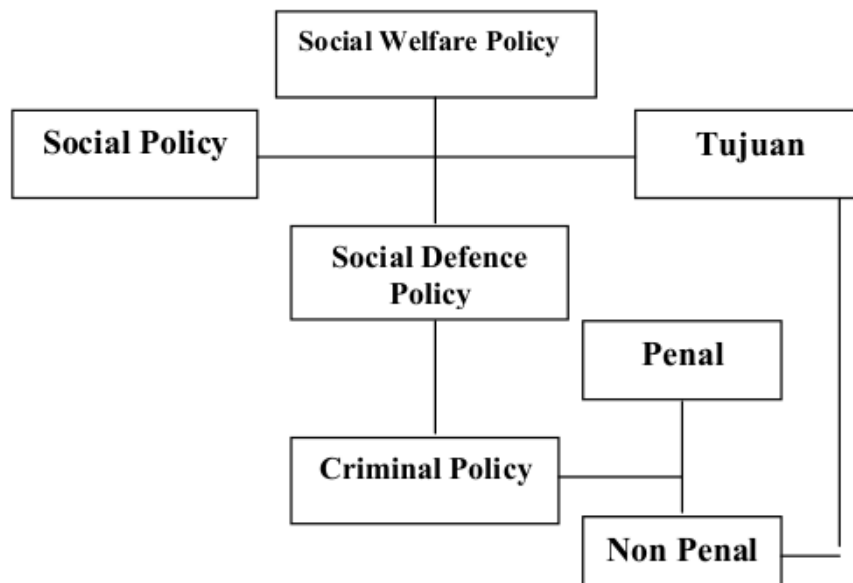 Social Welfare Policy
Social Policy
Tujuan
Social Defence
Policy
Penal
Criminal Policy
Non Penal